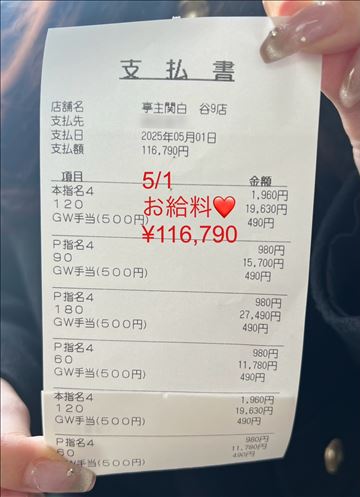 支払書
店舗名 亭主関白 谷9店
支払先
支払日 2025年05月01日
支払額 116,790円
項目 金額
5/1
お給料❤
¥116,790
本指名4 1,960円
120 19,630円
GW手当(500円) 490円
P指名4 980円
90 15,700円
GW手当(500円) 490円
P指名4 980円
180 27,490円
GW手当(500円) 490円
P指名4 980円
60 11,780円
GW手当(500円) 490円
本指名4 1,960円
120 19,630円
GW手当(500円) 490円
P指名4 980円
60 11,780円
GW手当(500円) 490円